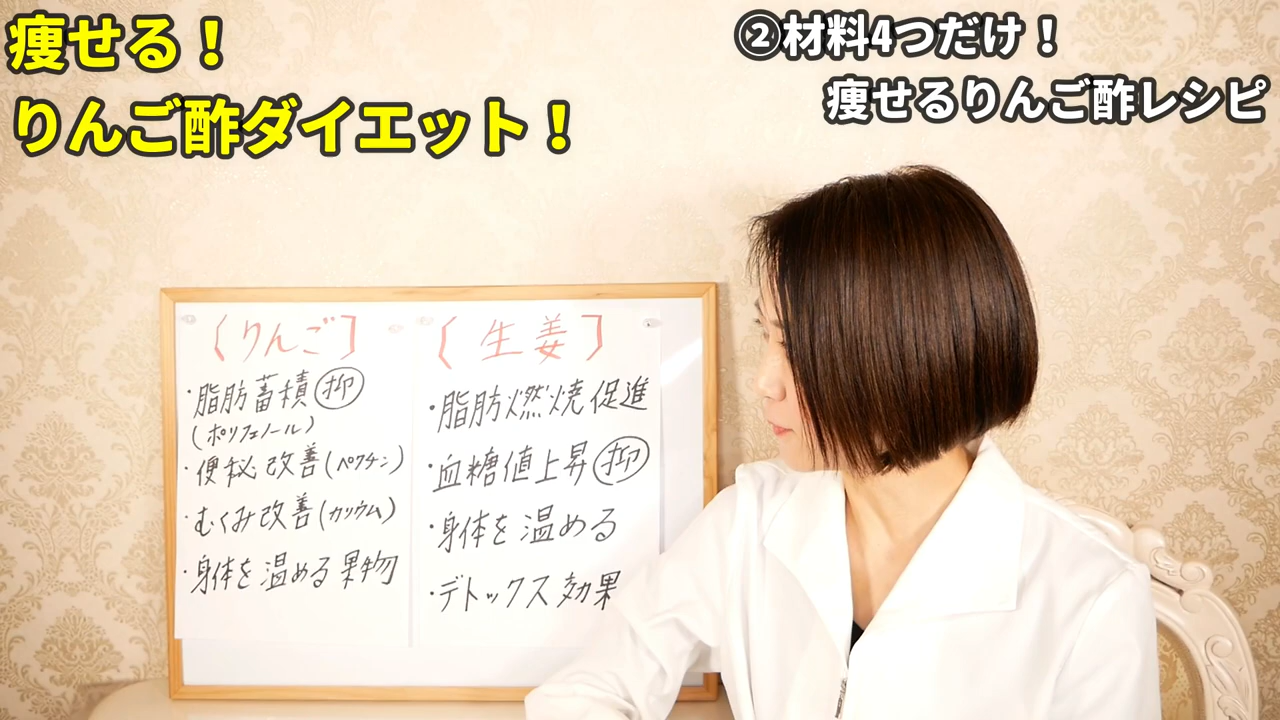 痩せる！
りんご酢ダイエット！
②材料4つだけ！
痩せるりんご酢レシピ
〔りんご〕
・脂肪蓄積㊥抑
（ポリフェノール）
・便秘改善（ペクチン）
・むくみ改善（カリウム）
・身体を温める果物
〔生姜〕
・脂肪燃焼促進
・血糖値上昇抑
・身体を温める
・デトックス効果